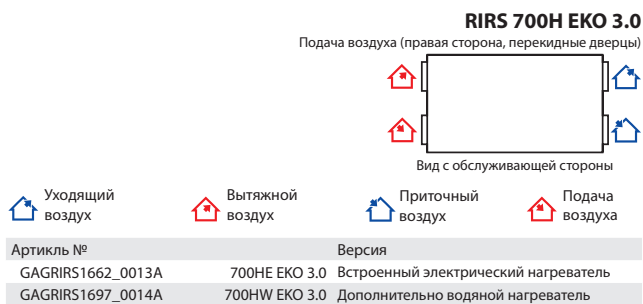 RIRS 700H EKO 3.0
Подача воздуха (правая сторона, перекидные дверцы)
Вид с обслуживающей стороны
Уходящий воздух
Вытяжной воздух
Приточный воздух
Подача воздуха
Артикль № Версия
GAGRIRS1662_0013A 700HE EKO 3.0 Встроенный электрический нагреватель
GAGRIRS1697_0014A 700HW EKO 3.0 Дополнительно водяной нагреватель